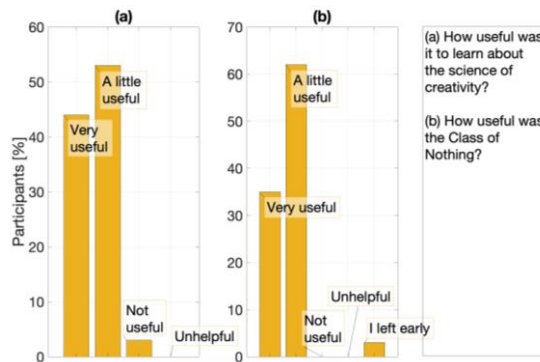 (a)
(b)
Participants [%]
60
50
40
30
20
10
0
Very
useful
A little
useful
Not
useful
Unhelpful
70
60
50
40
30
20
10
0
A little
useful
Very useful
Unhelpful
Not
useful
I left early
(a) How useful was
it to learn about
the science of
creativity?
(b) How useful was
the Class of
Nothing?